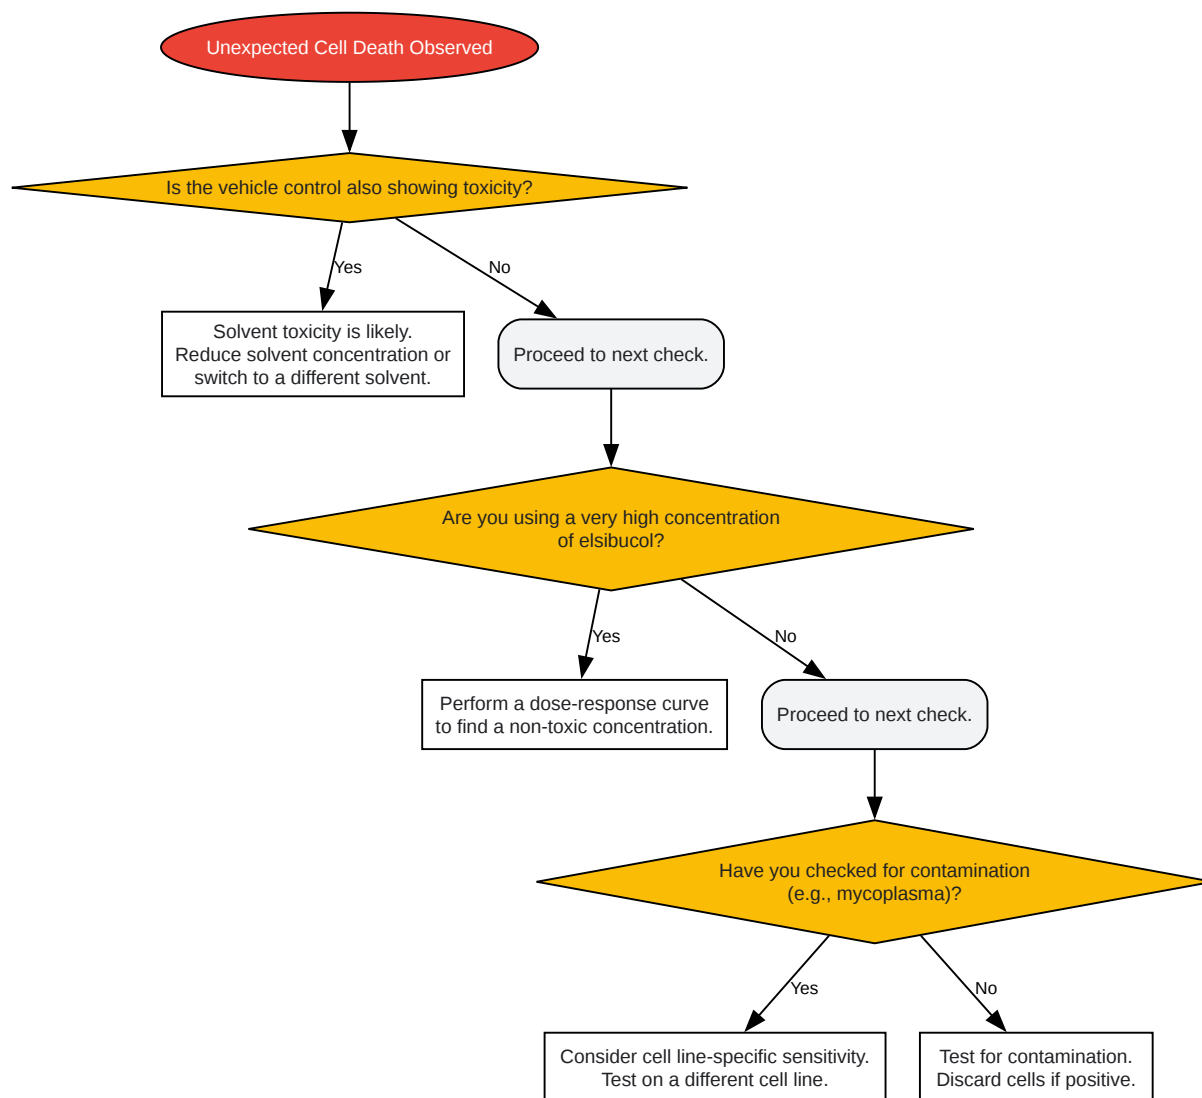 Unexpected Cell Death Observed
Is the vehicle control also showing toxicity?
Yes
No
Solvent toxicity is likely.
Reduce solvent concentration or
switch to a different solvent.
Proceed to next check.
Are you using a very high concentration
of elsibucol?
Yes
No
Perform a dose-response curve
to find a non-toxic concentration.
Proceed to next check.
Have you checked for contamination
(e.g., mycoplasma)?
Yes
No
Consider cell line-specific sensitivity.
Test on a different cell line.
Test for contamination.
Discard cells if positive.